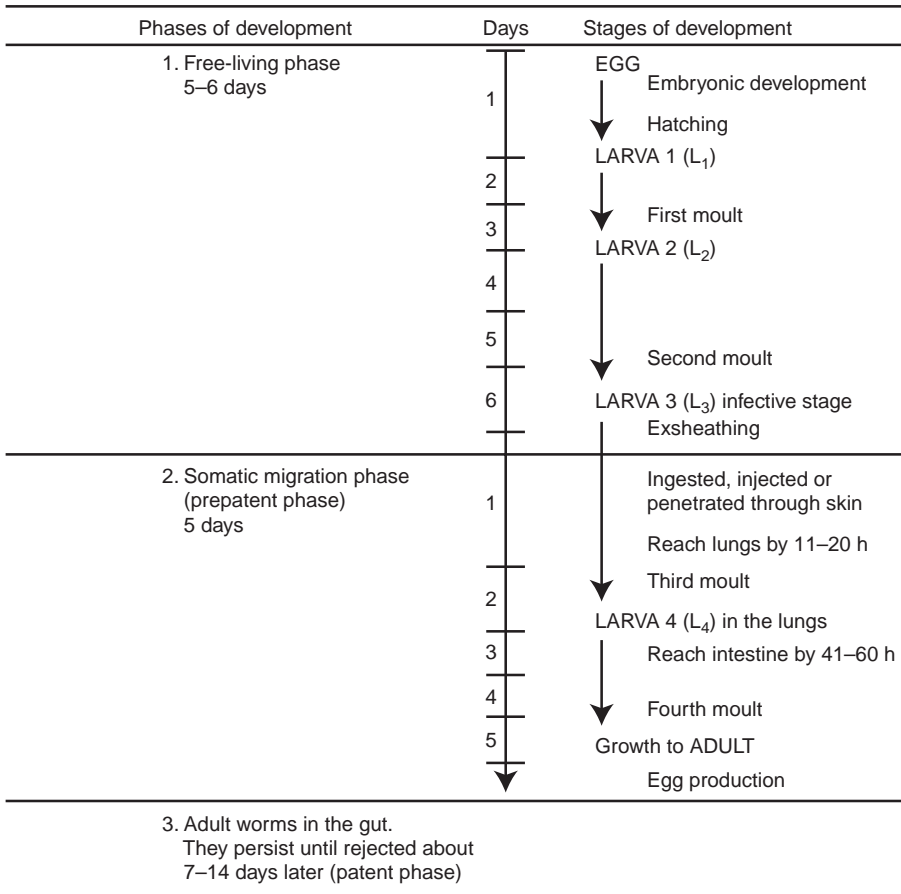 Phases of development Days Stages of development
1. Free-living phase
5–6 days
1
2
3
4
5
6
EGG
Embryonic development
Hatching
LARVA 1 (L1)
First moult
LARVA 2 (L2)
Second moult
LARVA 3 (L3) infective stage
Exsheathing
2. Somatic migration phase
(prepatent phase)
5 days
1
2
3
4
5
Ingested, injected or
penetrated through skin
Reach lungs by 11–20 h
Third moult
LARVA 4 (L4) in the lungs
Reach intestine by 41–60 h
Fourth moult
Growth to ADULT
Egg production
3. Adult worms in the gut.
They persist until rejected about
7–14 days later (patent phase)